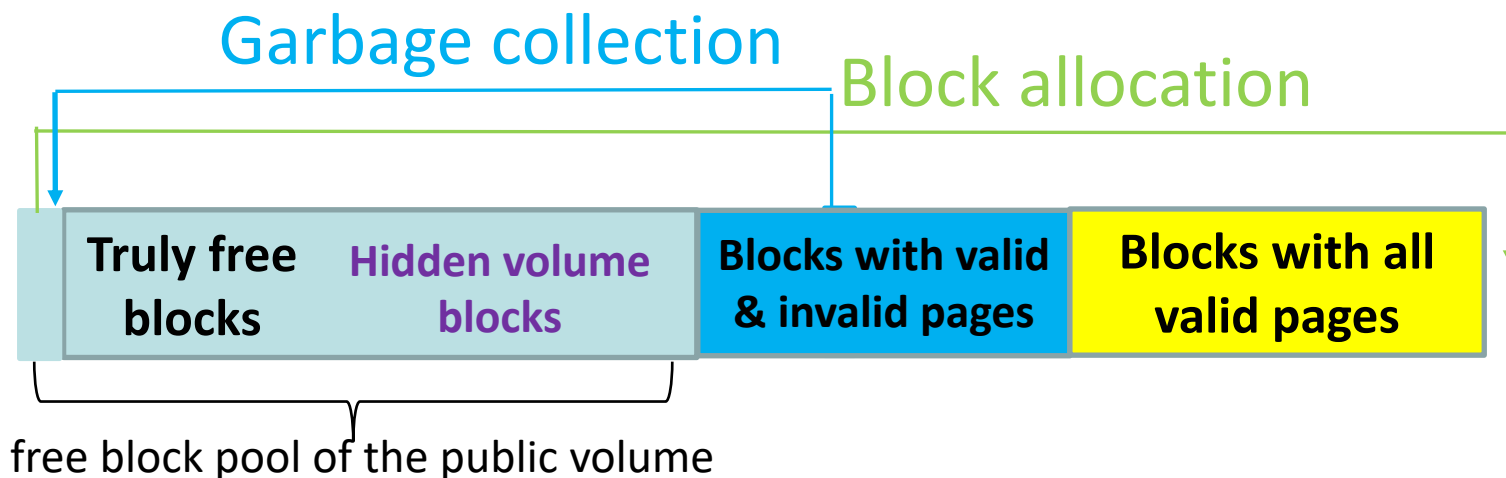 Garbage collection
Block allocation
Truly free
blocks
Hidden volume
blocks
Blocks with valid
& invalid pages
Blocks with all
valid pages
free block pool of the public volume